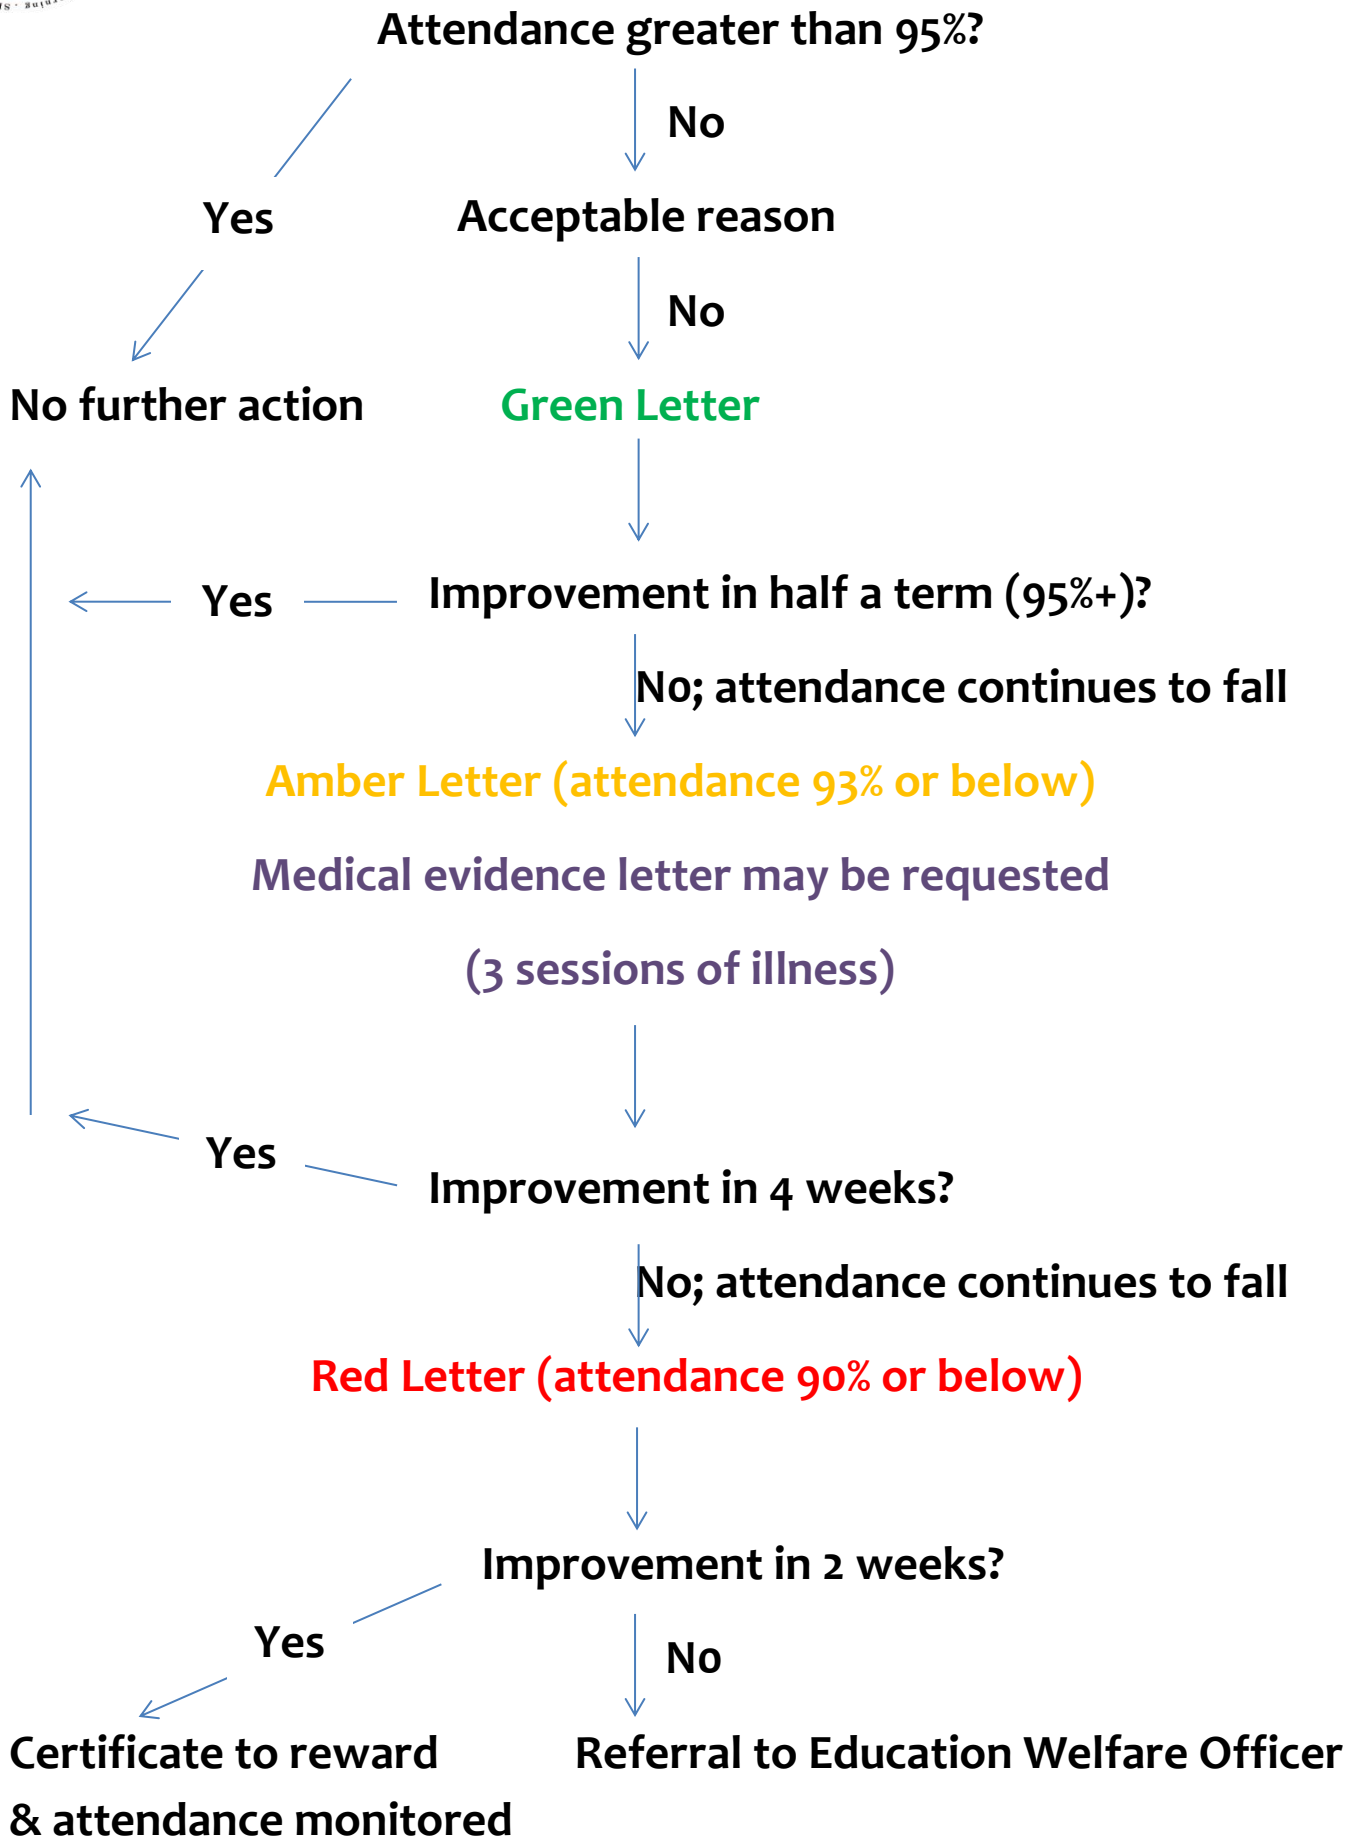 Attendance greater than 95%?
No
Yes
Acceptable reason
No
No further action
Green Letter
Yes
Improvement in half a term (95%+)?
No; attendance continues to fall
Amber Letter (attendance 93% or below)
Medical evidence letter may be requested
(3 sessions of illness)
Yes
Improvement in 4 weeks?
No; attendance continues to fall
Red Letter (attendance 90% or below)
Improvement in 2 weeks?
Yes
No
Certificate to reward
& attendance monitored
Referral to Education Welfare Officer